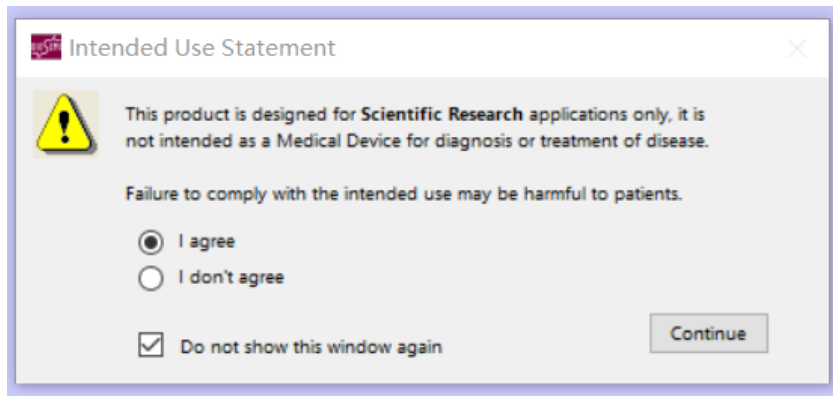 Intended Use Statement
This product is designed for Scientific Research applications only, it is
not intended as a Medical Device for diagnosis or treatment of disease.
Failure to comply with the intended use may be harmful to patients.
I agree
I don't agree
Do not show this window again
Continue